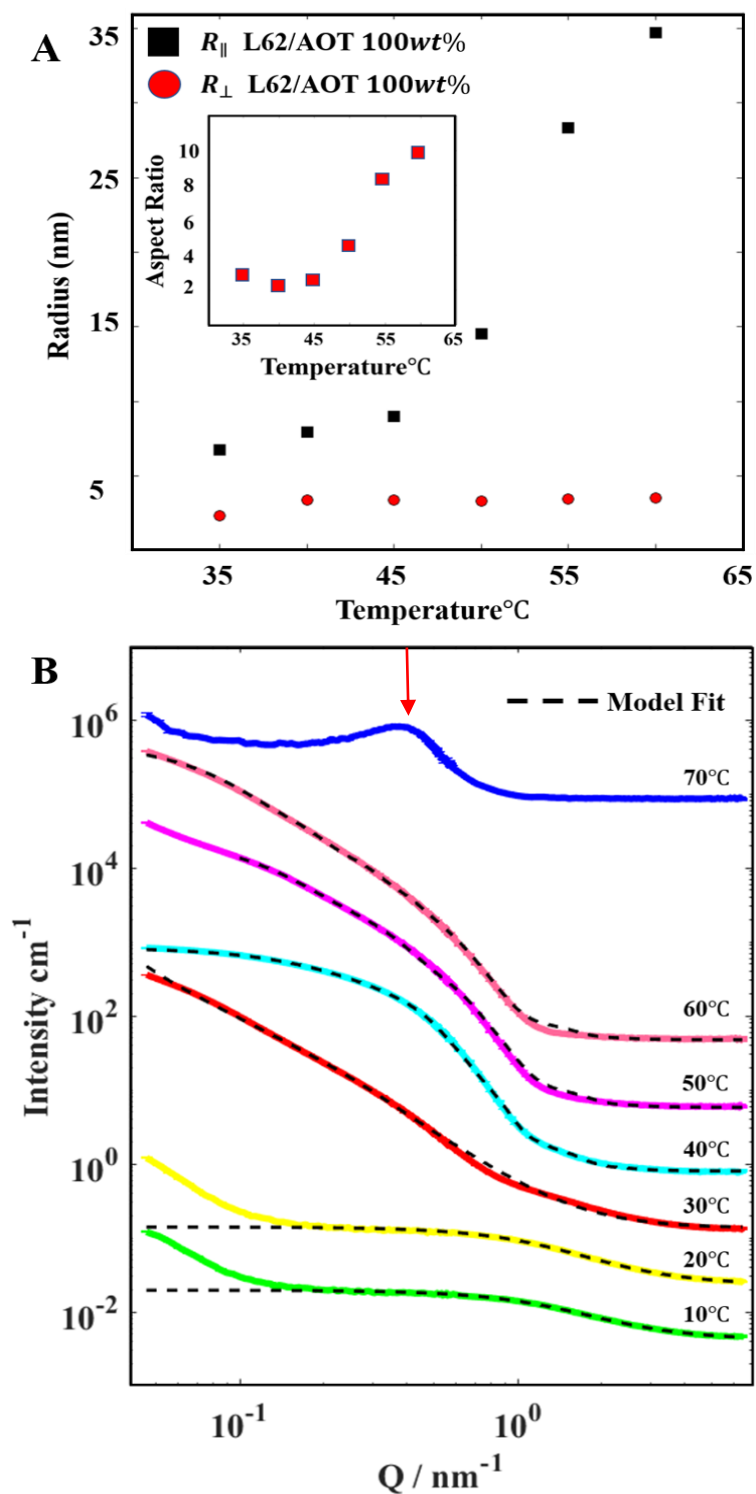 A
R∥ L62/AOT 100wt%
R⊥ L62/AOT 100wt%
35
25
15
5
Radius (nm)
10
8
6
4
2
Aspect Ratio
35 45 55 65
Temperature°C
35 45 55 65
Temperature°C
B
Model Fit
10⁶
10⁴
10²
10⁰
10⁻²
Intensity cm⁻¹
70°C
60°C
50°C
40°C
30°C
20°C
10°C
10⁻¹ 10⁰
Q / nm⁻¹